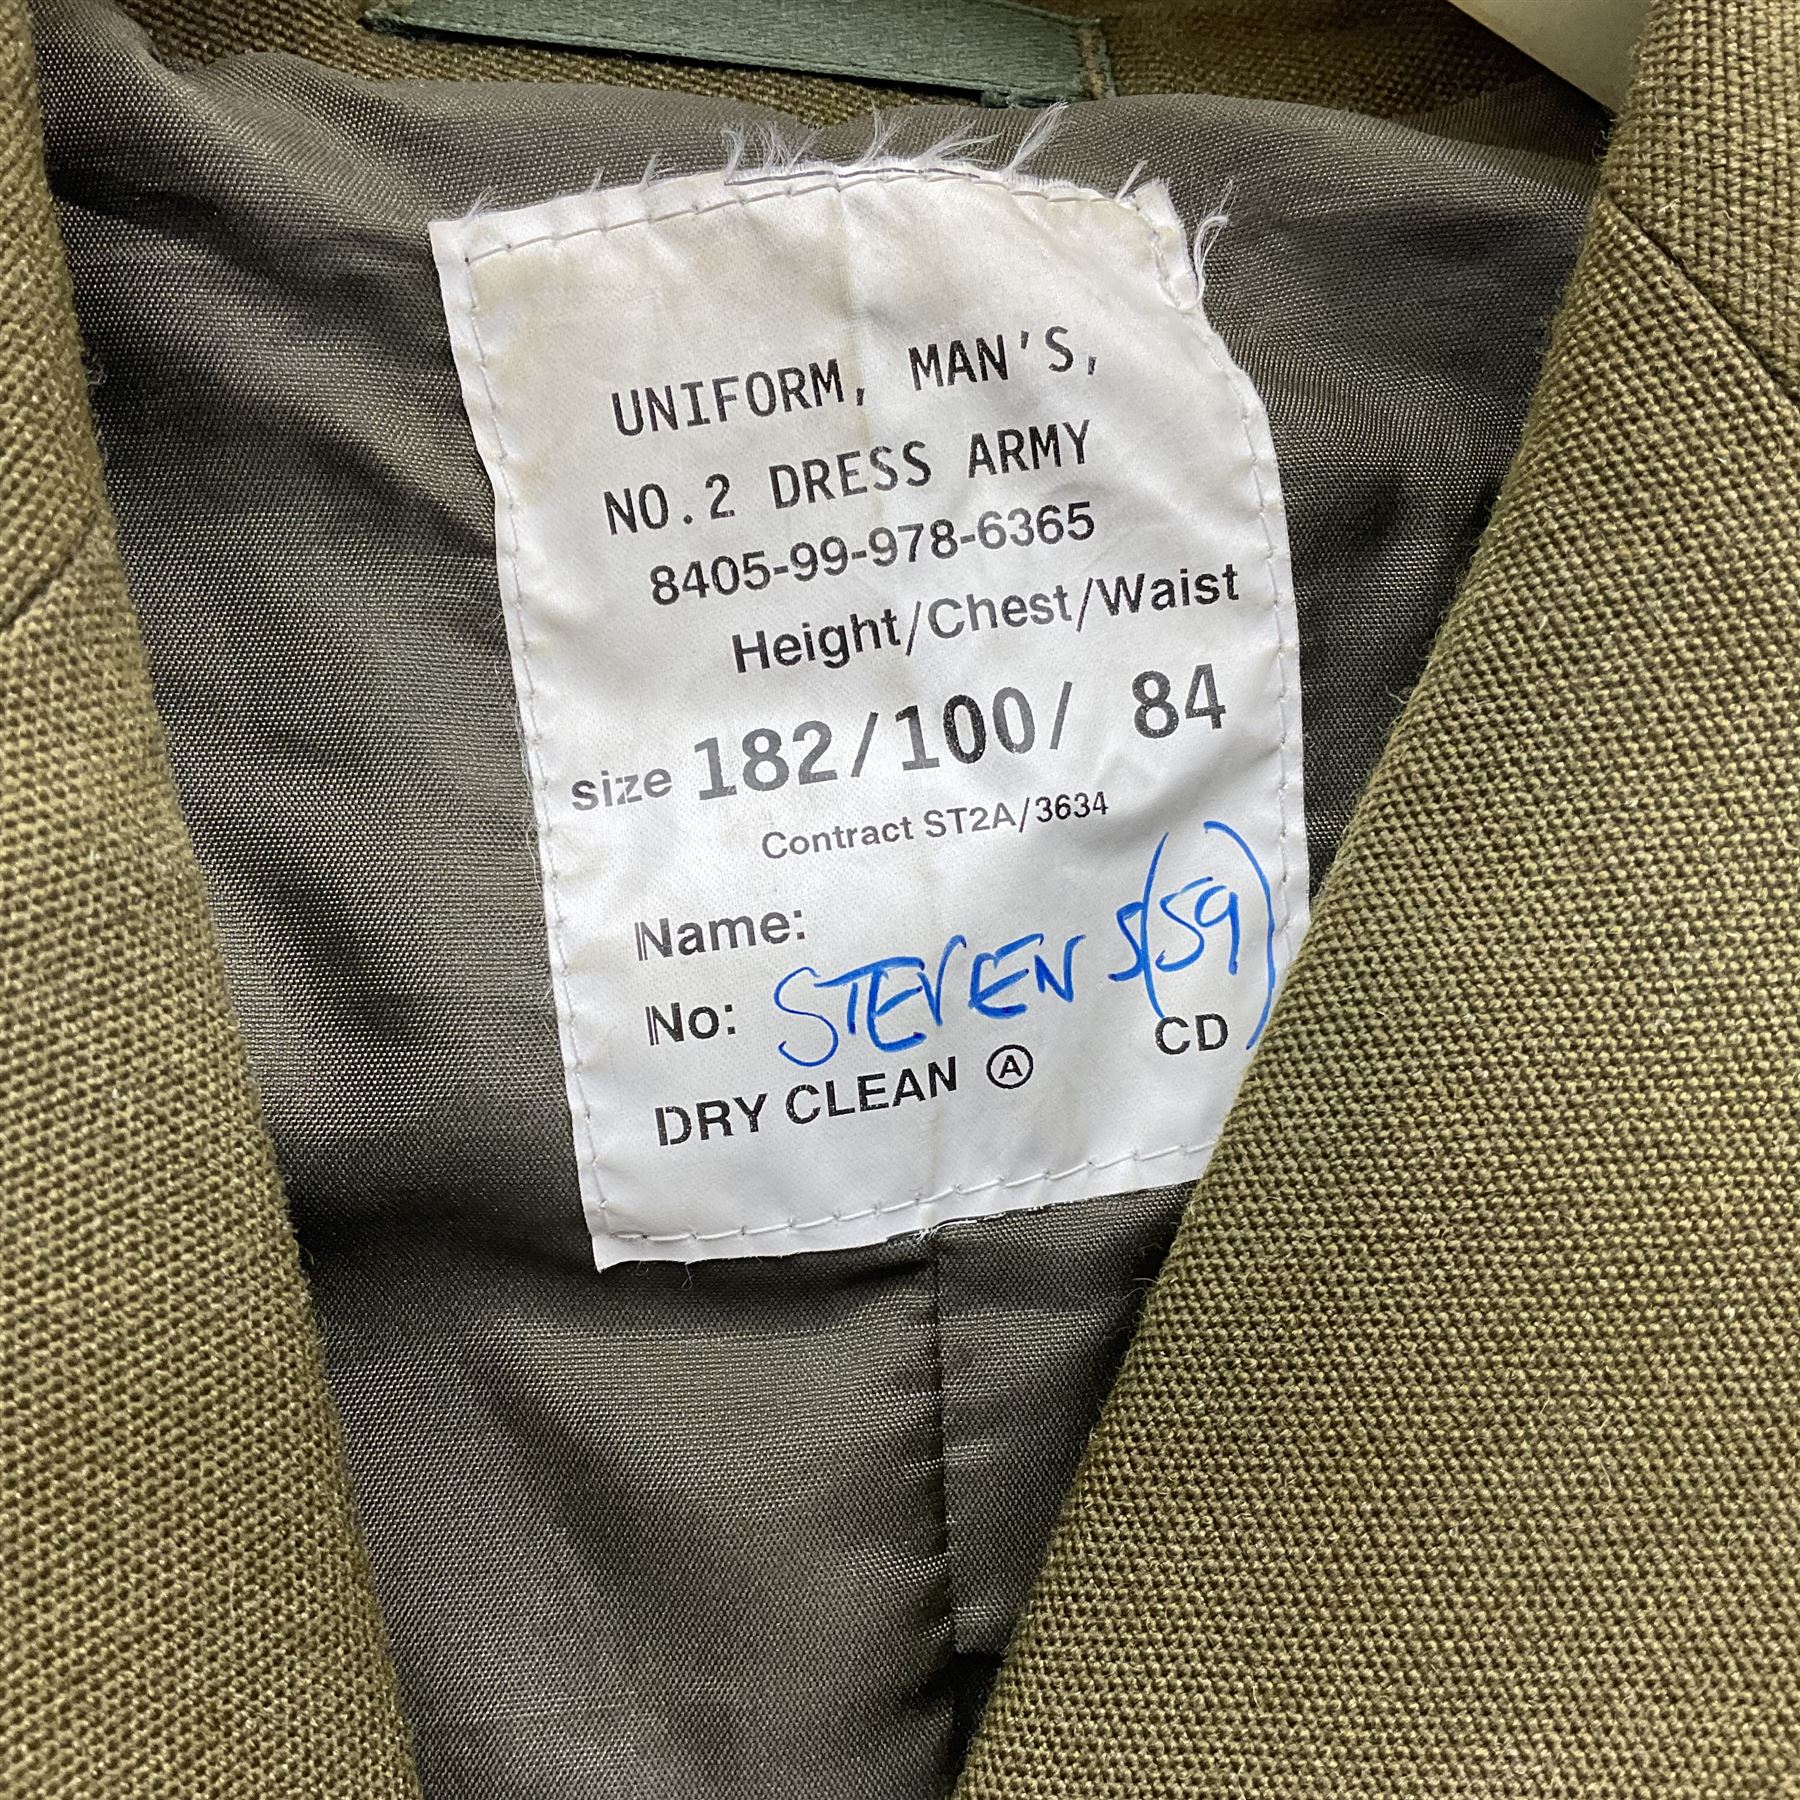 UNIFORM, MAN'S,
NO.2 DRESS ARMY
8405-99-978-6365
Height/Chest/Waist
size 182/100/ 84
Contract ST2A/3634
Name:
No: STEVENS (59)
DRY CLEAN Ⓐ CD